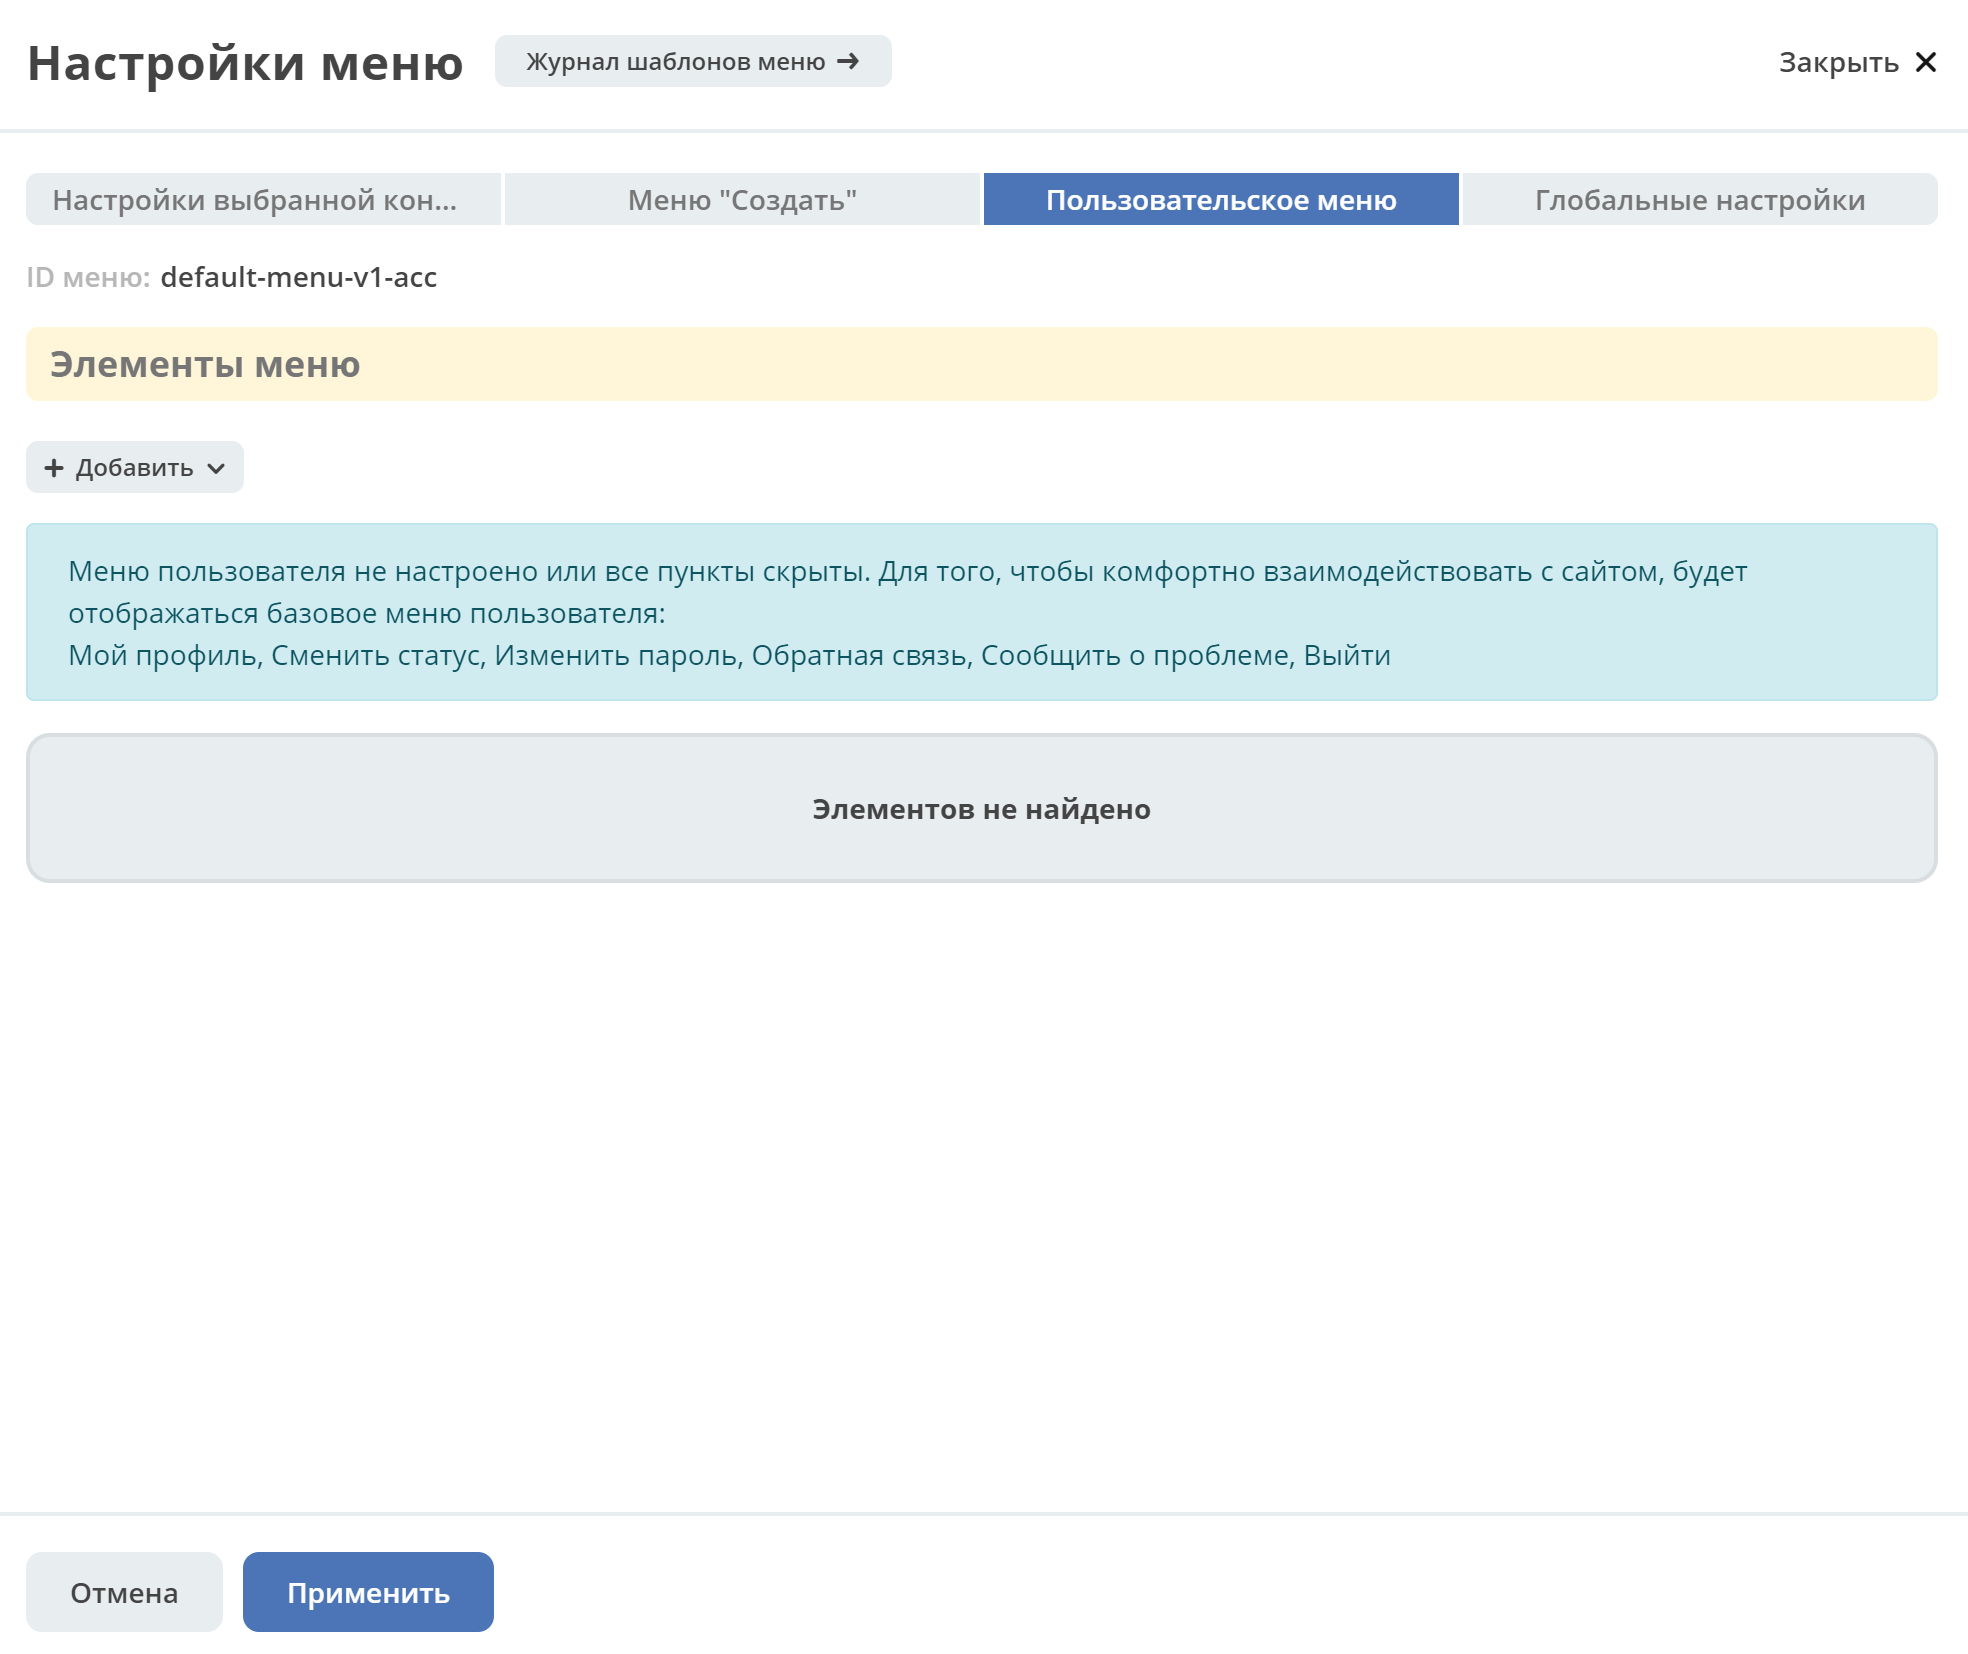 Настройки меню
Журнал шаблонов меню
Закрыть
Настройки выбранной кон...
Меню "Создать"
Пользовательское меню
Глобальные настройки
ID меню: default-menu-v1-acc
Элементы меню
Добавить
Меню пользователя не настроено или все пункты скрыты. Для того, чтобы комфортно взаимодействовать с сайтом, будет
отображаться базовое меню пользователя:
Мой профиль, Сменить статус, Изменить пароль, Обратная связь, Сообщить о проблеме, Выйти
Элементов не найдено
Отмена
Применить